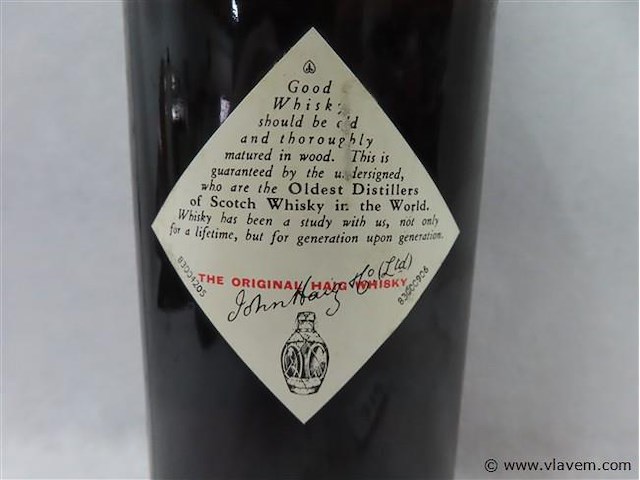 Good
Whisky
should be old
and thoroughly
matured in wood. This is
guaranteed by the undersigned,
who are the Oldest Distillers
of Scotch Whisky in the World.
Whisky has been a study with us, not only
for a lifetime, but for generation upon generation.
THE ORIGINAL HAIG WHISKY
John Haig & Co (Ltd)
83004205
83000906
© www.vlavem.com